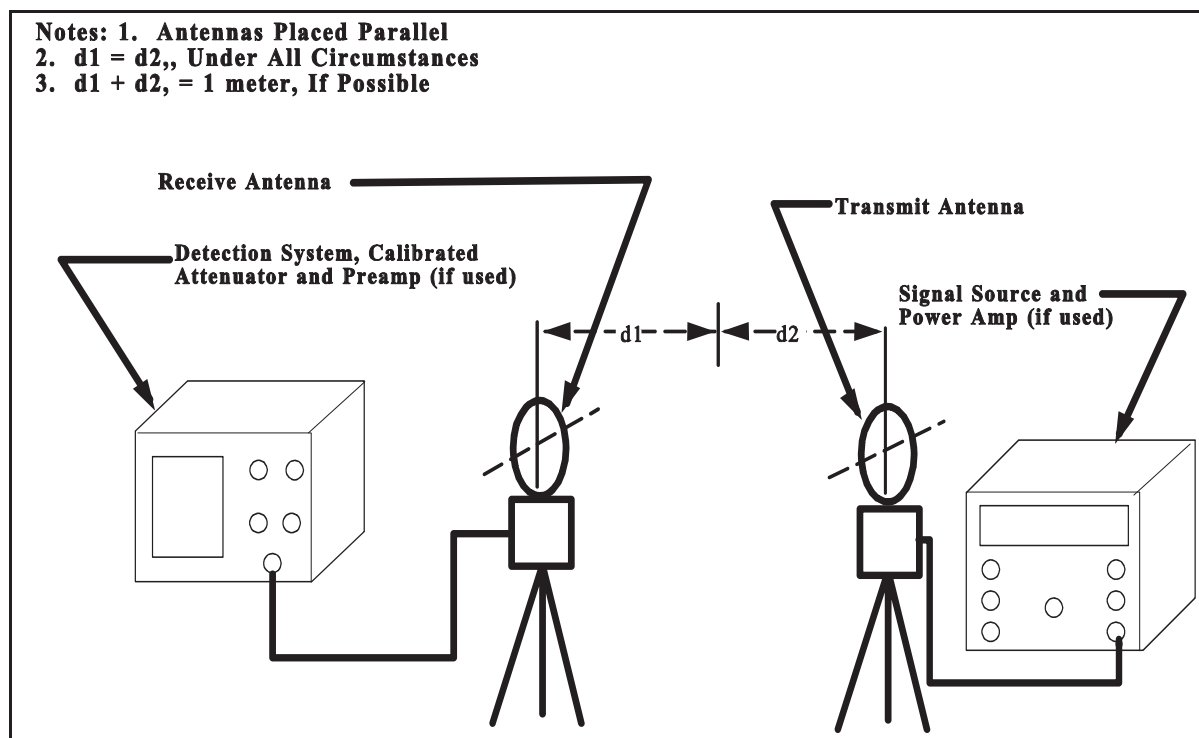 Notes: 1. Antennas Placed Parallel
2. d1 = d2,, Under All Circumstances
3. d1 + d2, = 1 meter, If Possible
Receive Antenna
Transmit Antenna
Detection System, Calibrated
Attenuator and Preamp (if used)
Signal Source and
Power Amp (if used)
d1
d2